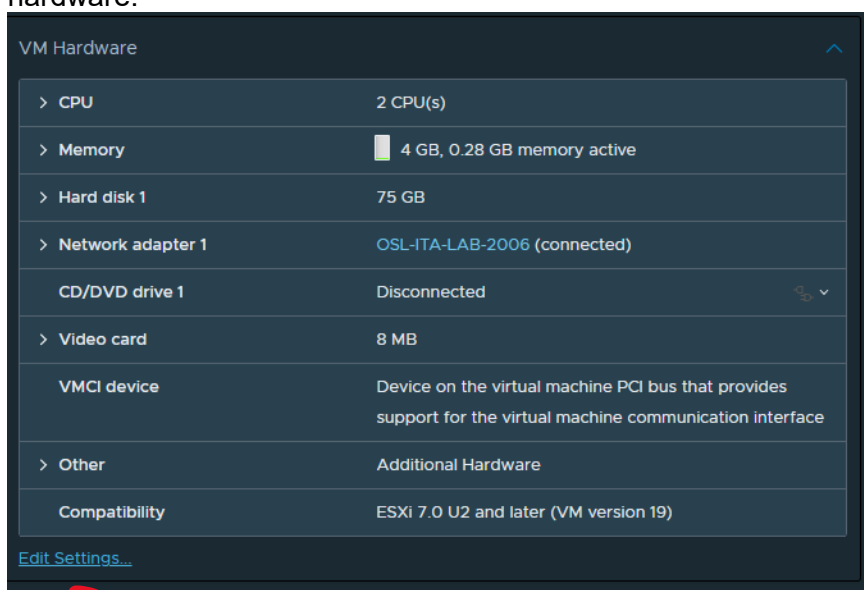 hardware.
VM Hardware
CPU 2 CPU(s)
Memory 4 GB, 0.28 GB memory active
Hard disk 1 75 GB
Network adapter 1 OSL-ITA-LAB-2006 (connected)
CD/DVD drive 1 Disconnected
Video card 8 MB
VMCI device Device on the virtual machine PCI bus that provides
support for the virtual machine communication interface
Other Additional Hardware
Compatibility ESXi 7.0 U2 and later (VM version 19)
Edit Settings...